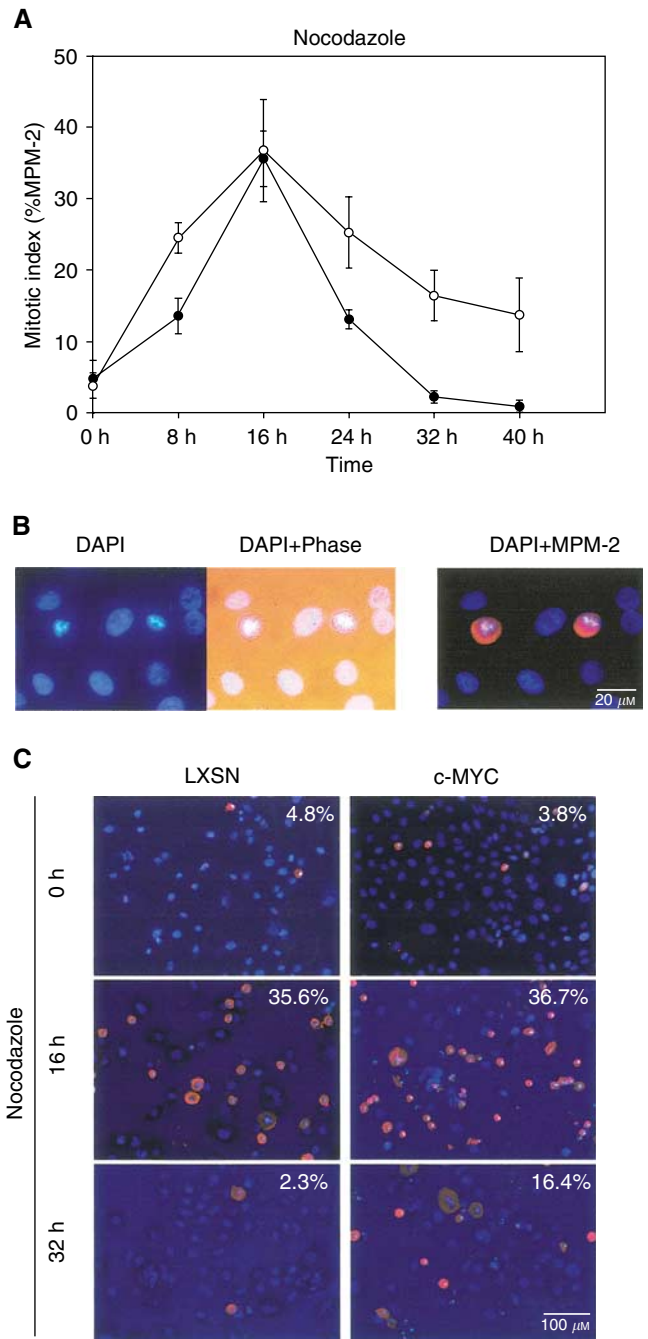 A
Nocodazole
50
40
30
20
10
0
Mitotic index (%MPM-2)
0 h 8 h 16 h 24 h 32 h 40 h
Time
B
DAPI DAPI+Phase DAPI+MPM-2
20 μM
C
LXSN c-MYC
Nocodazole
0 h
4.8% 3.8%
16 h
35.6% 36.7%
32 h
2.3% 16.4%
100 μM